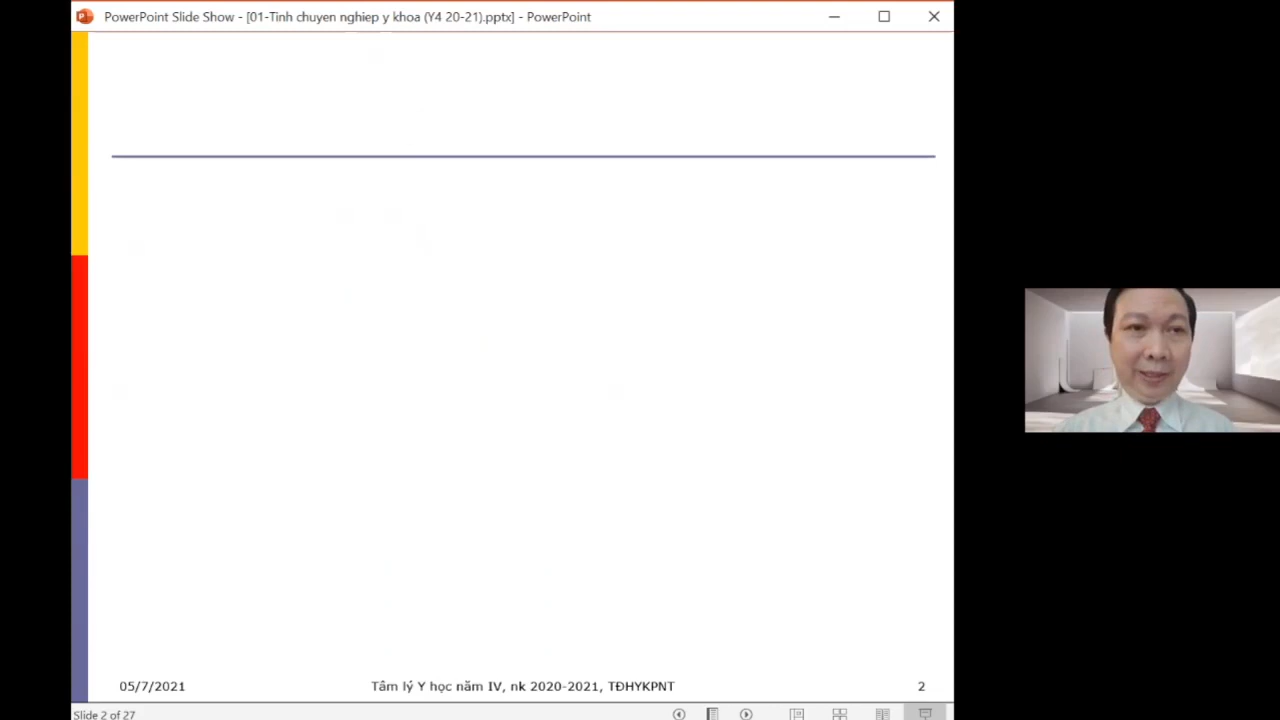 PowerPoint Slide Show - [01-Tinh chuyen nghiep y khoa (Y4 20-21).pptx] - PowerPoint
05/7/2021 Tâm lý Y học năm IV, nk 2020-2021, TĐHYKPNT 2
Slide 2 of 27